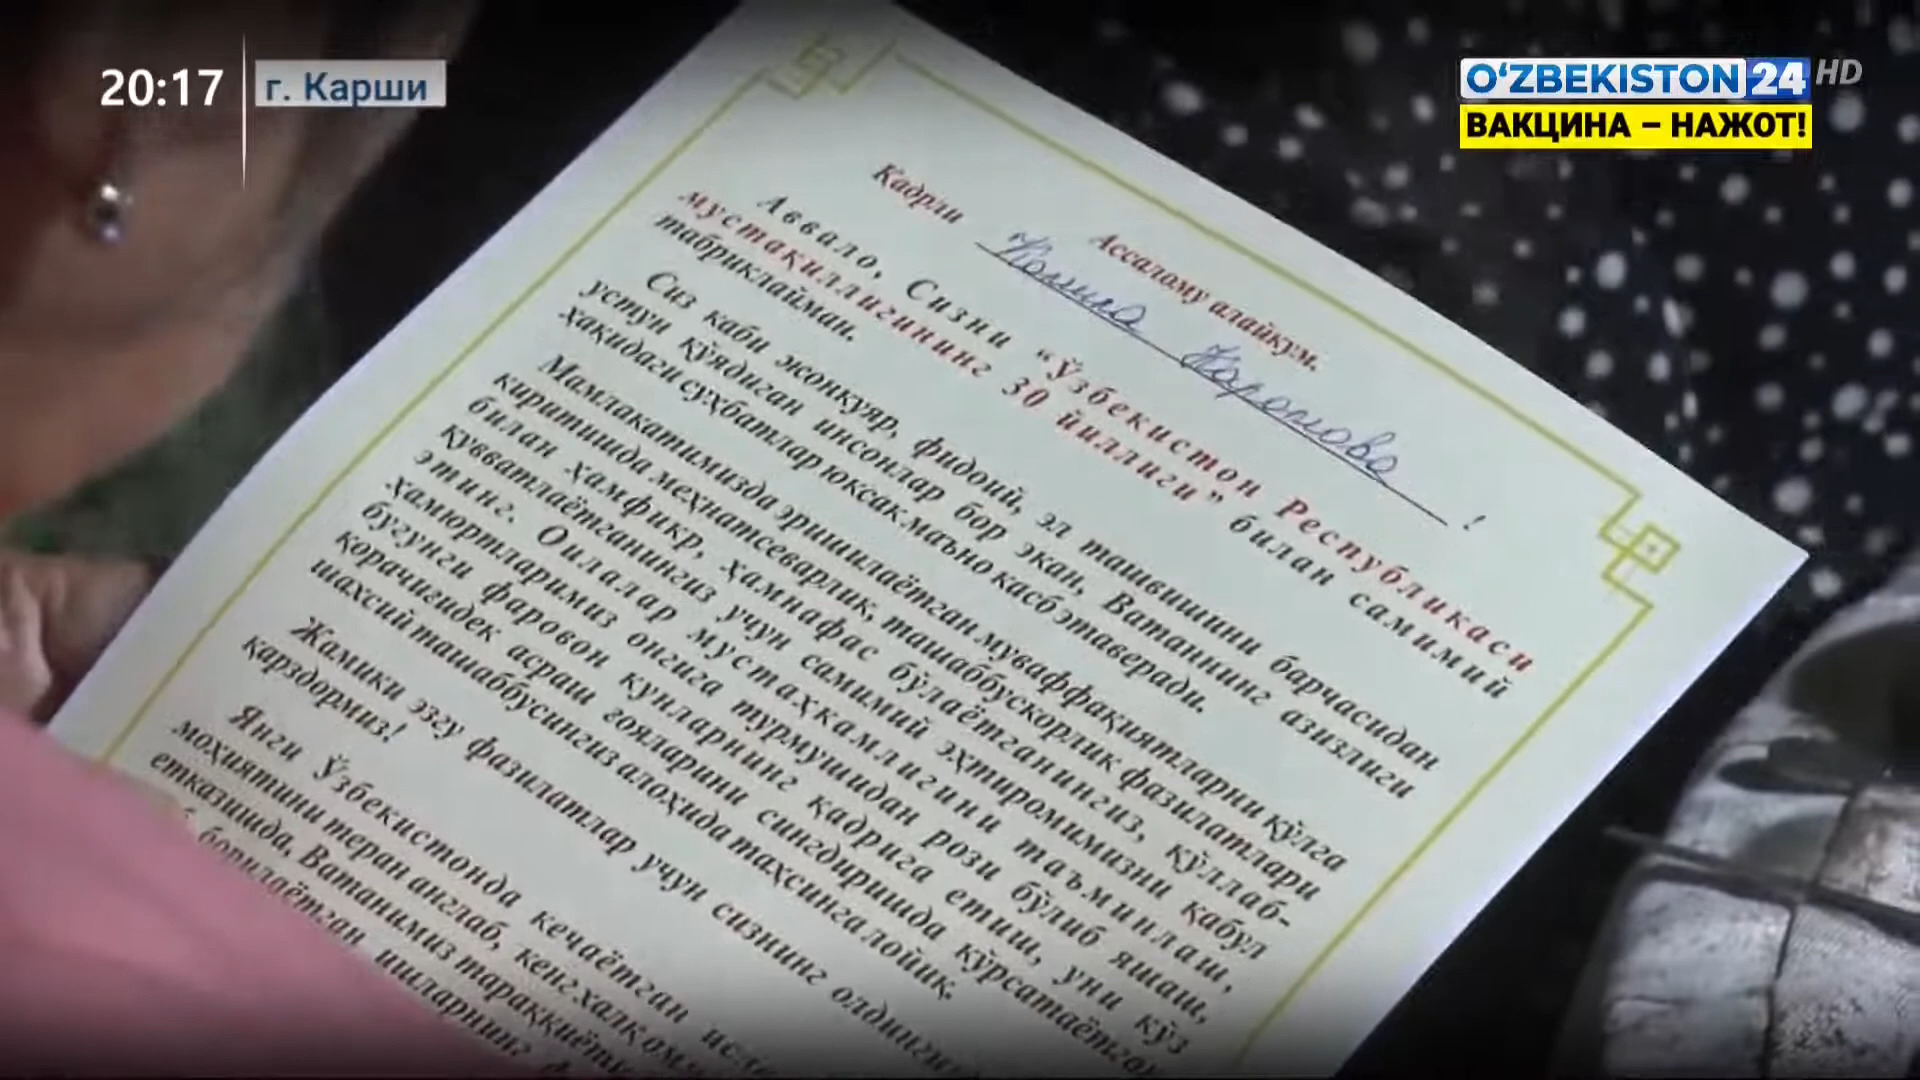 20:17
г. Карши
O‘ZBEKISTON 24 HD
ВАКЦИНА – НАЖОТ!
Ассалому алайкум.
Қадрли !
Аввало, Сизни “Ўзбекистон Республикаси
мустақиллигининг 30 йиллиги” билан самимий
табриклайман.
Сиз каби жонкуяр, фидоий, эл ташвишини барчасидан
устун қўядиган инсонлар бор экан, Ватаннинг азизлиги
ҳақидаги суҳбатлар юксак маъно касб этаверади.
Мамлакатимизда эришилаётган муваффақиятларни қўлга
киритишда меҳнатсеварлик, ташаббускорлик фазилатлари
билан ҳамфикр, ҳамнафас бўлаётганингиз, қўллаб-
қувватлаётганингиз учун самимий эҳтиромимизни қабул
этинг. Оилалар мустаҳкамлигини таъминлаш,
ҳамюртларимиз онгига турмушидан рози бўлиб яшаш,
бугунги фаровон кунларнинг қадрига етиш, уни кўз
қорачиғидек асраш ғояларини сингдиришда кўрсатаётган
шахсий ташаббусингиз алоҳида таҳсинга лойиқ.
Жамики эзгу фазилатлар учун сизнинг олдингизда
қарздормиз!
Янги Ўзбекистонда кечаётган
моҳиятини теран англаб, кенг халқ
етказишда, Ватанимиз тараққиёти
борилаётган